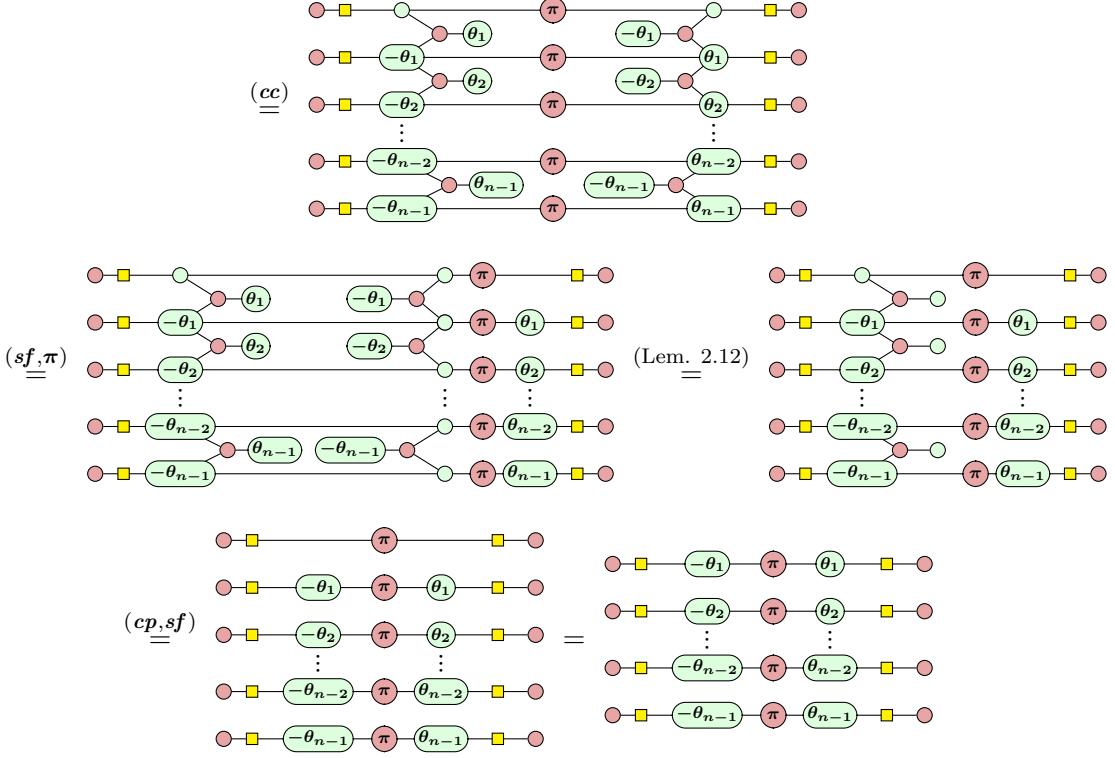 π
θ₁ −θ₁
−θ₁ π θ₁
(cc)
=
θ₂ −θ₂
−θ₂ π θ₂
⋮ ⋮
−θₙ₋₂ π θₙ₋₂
θₙ₋₁ −θₙ₋₁
−θₙ₋₁ π θₙ₋₁
π π
θ₁ −θ₁
−θ₁ π θ₁ −θ₁ π θ₁
(sf,π)
=
θ₂ −θ₂
(Lem. 2.12)
=
−θ₂ π θ₂ −θ₂ π θ₂
⋮ ⋮ ⋮ ⋮ ⋮
−θₙ₋₂ π θₙ₋₂ −θₙ₋₂ π θₙ₋₂
θₙ₋₁ −θₙ₋₁
−θₙ₋₁ π θₙ₋₁ −θₙ₋₁ π θₙ₋₁
π
−θ₁ π θ₁ −θ₁ π θ₁
(cp,sf)
=
−θ₂ π θ₂ = −θ₂ π θ₂
⋮ ⋮ ⋮ ⋮
−θₙ₋₂ π θₙ₋₂ −θₙ₋₂ π θₙ₋₂
−θₙ₋₁ π θₙ₋₁ −θₙ₋₁ π θₙ₋₁